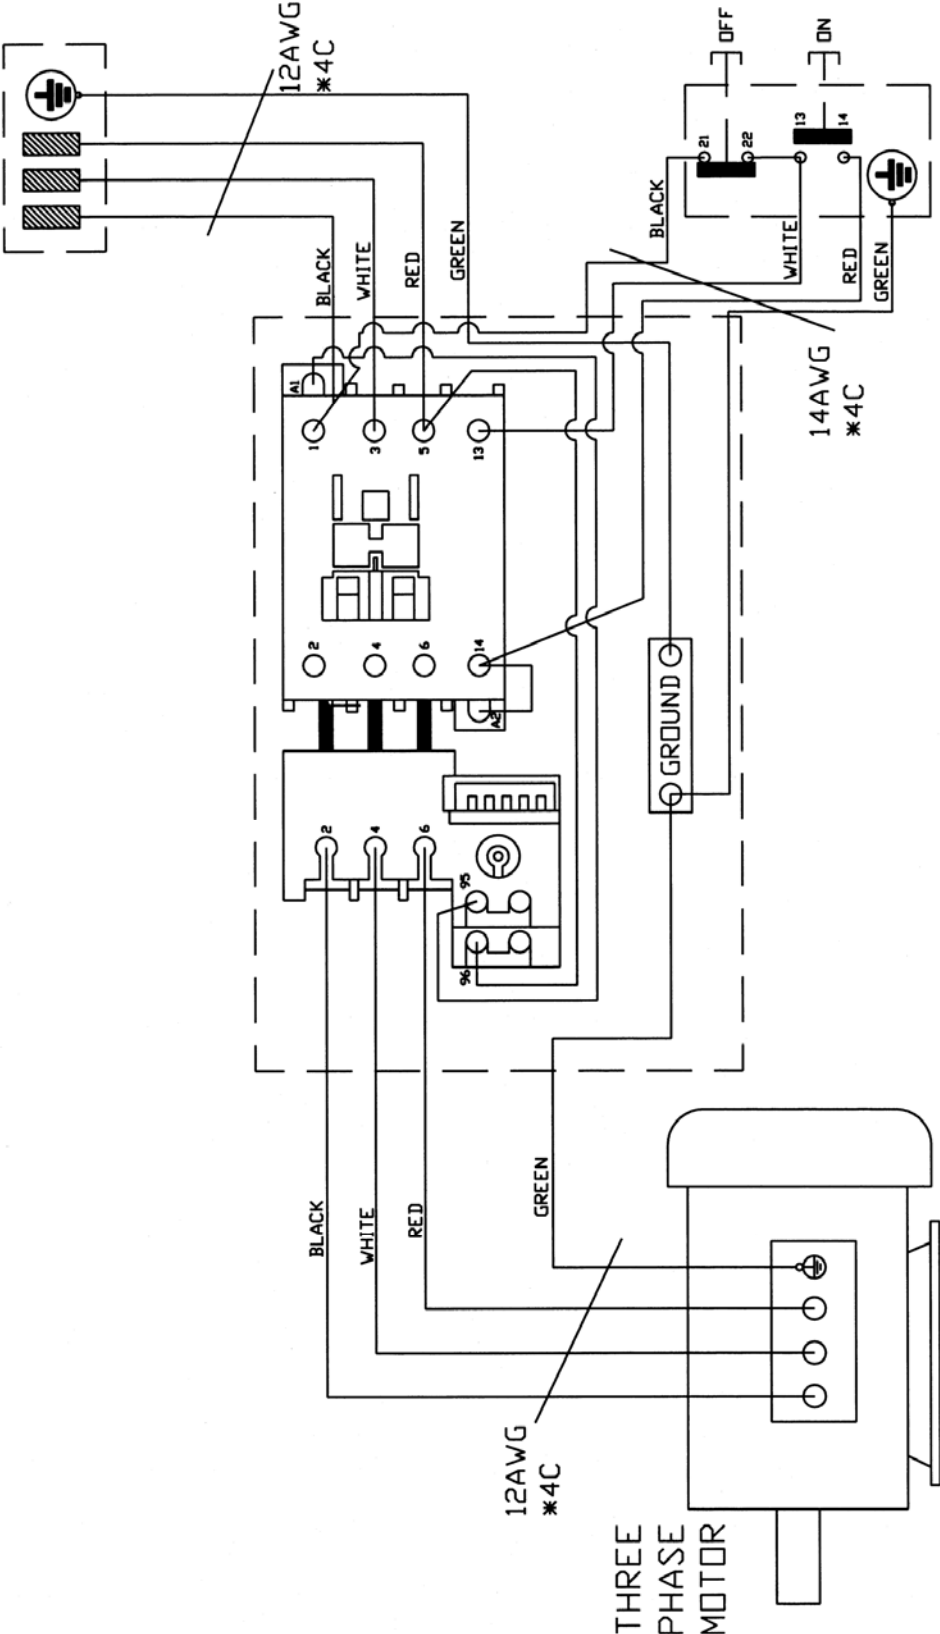 12AWG
*4C
OFF
ON
21
22
13
14
BLACK
WHITE
RED
GREEN
BLACK
WHITE
RED
GREEN
14AWG
*4C
A1
1
3
5
13
2
4
6
14
A2
GROUND
2
4
6
95
96
BLACK
WHITE
RED
GREEN
12AWG
*4C
THREE
PHASE
MOTOR